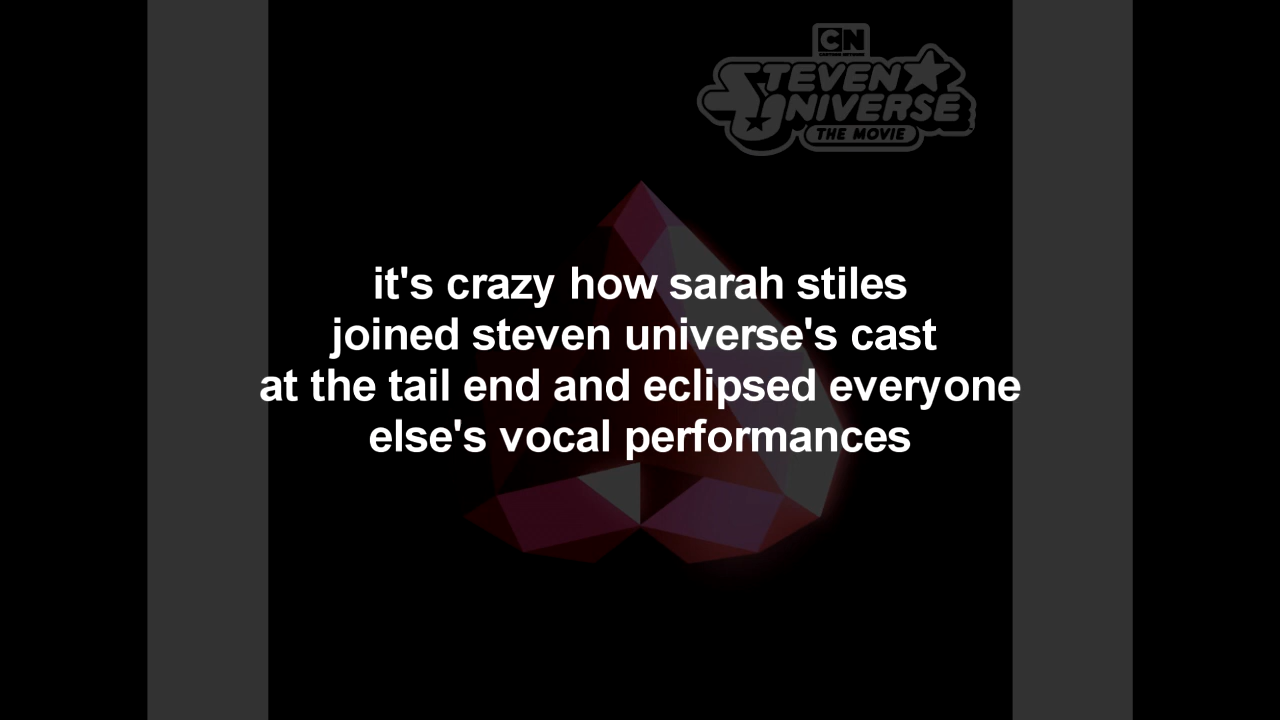 CN
STEVEN
UNIVERSE
THE MOVIE
it's crazy how sarah stiles
joined steven universe's cast
at the tail end and eclipsed everyone
else's vocal performances